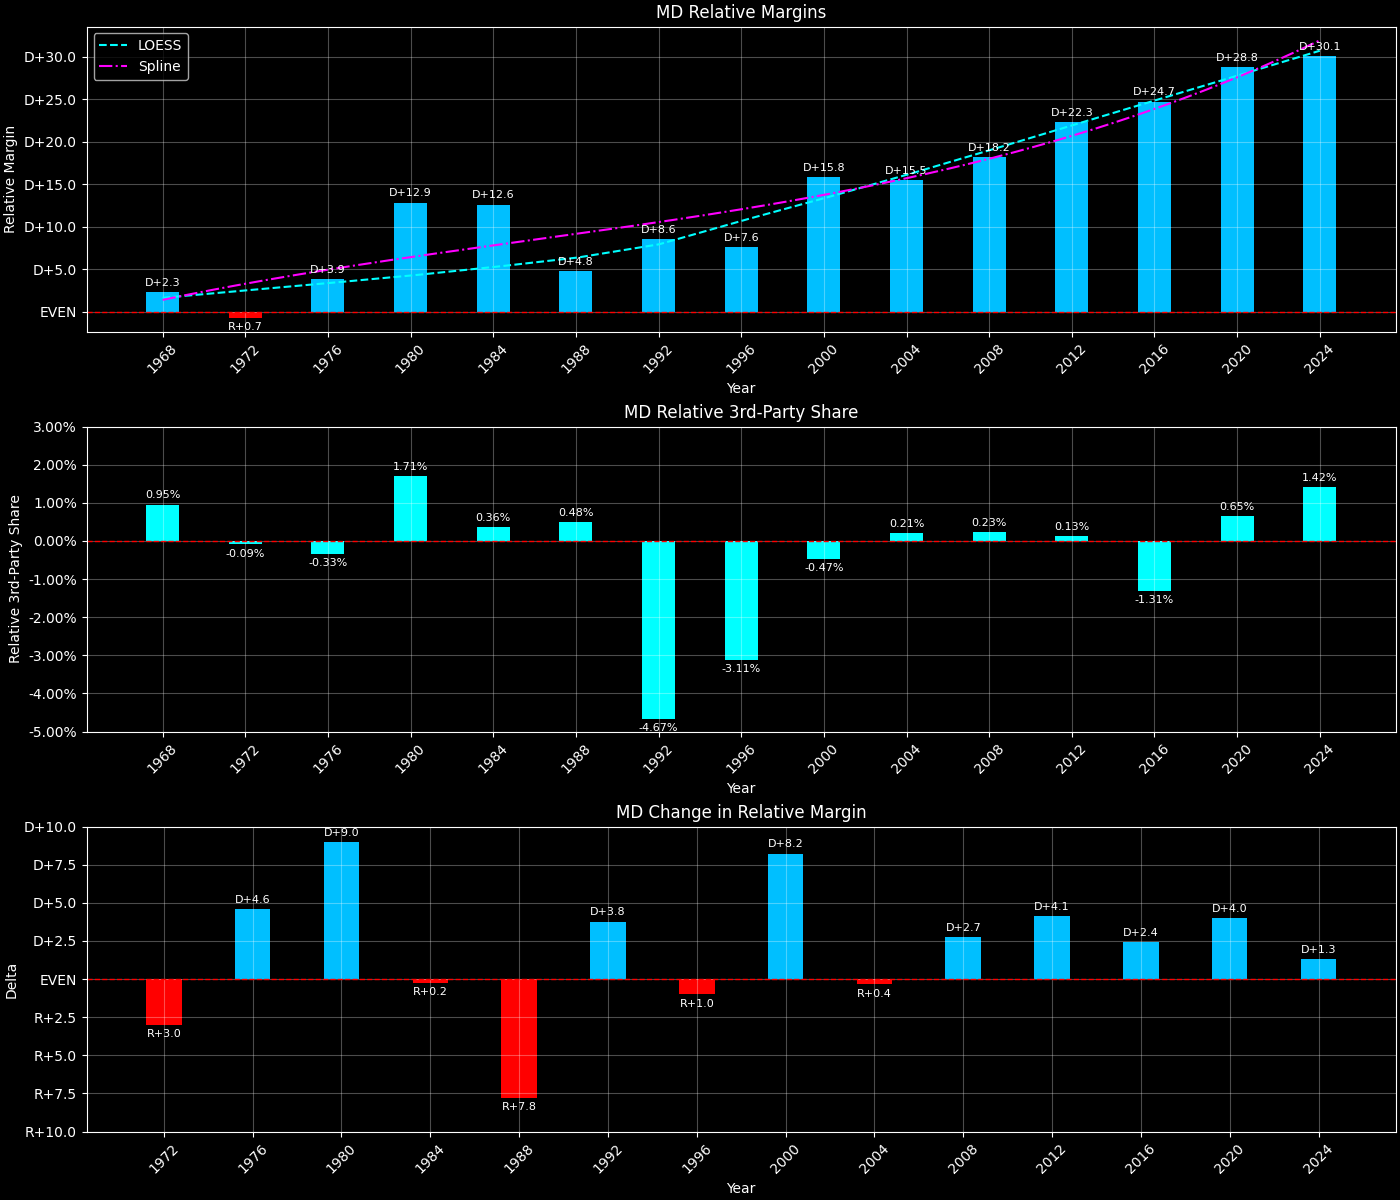 MD Relative Margins
LOESS
Spline
Relative Margin
D+30.0
D+25.0
D+20.0
D+15.0
D+10.0
D+5.0
EVEN
D+2.3
R+0.7
D+3.9
D+12.9
D+12.6
D+4.8
D+8.6
D+7.6
D+15.8
D+15.5
D+18.2
D+22.3
D+24.7
D+28.8
D+30.1
1968
1972
1976
1980
1984
1988
1992
1996
2000
2004
2008
2012
2016
2020
2024
Year
MD Relative 3rd-Party Share
Relative 3rd-Party Share
3.00%
2.00%
1.00%
0.00%
-1.00%
-2.00%
-3.00%
-4.00%
-5.00%
0.95%
-0.09%
-0.33%
1.71%
0.36%
0.48%
-4.67%
-3.11%
-0.47%
0.21%
0.23%
0.13%
-1.31%
0.65%
1.42%
1968
1972
1976
1980
1984
1988
1992
1996
2000
2004
2008
2012
2016
2020
2024
Year
MD Change in Relative Margin
Delta
D+10.0
D+7.5
D+5.0
D+2.5
EVEN
R+2.5
R+5.0
R+7.5
R+10.0
R+3.0
D+4.6
D+9.0
R+0.2
R+7.8
D+3.8
R+1.0
D+8.2
R+0.4
D+2.7
D+4.1
D+2.4
D+4.0
D+1.3
1972
1976
1980
1984
1988
1992
1996
2000
2004
2008
2012
2016
2020
2024
Year